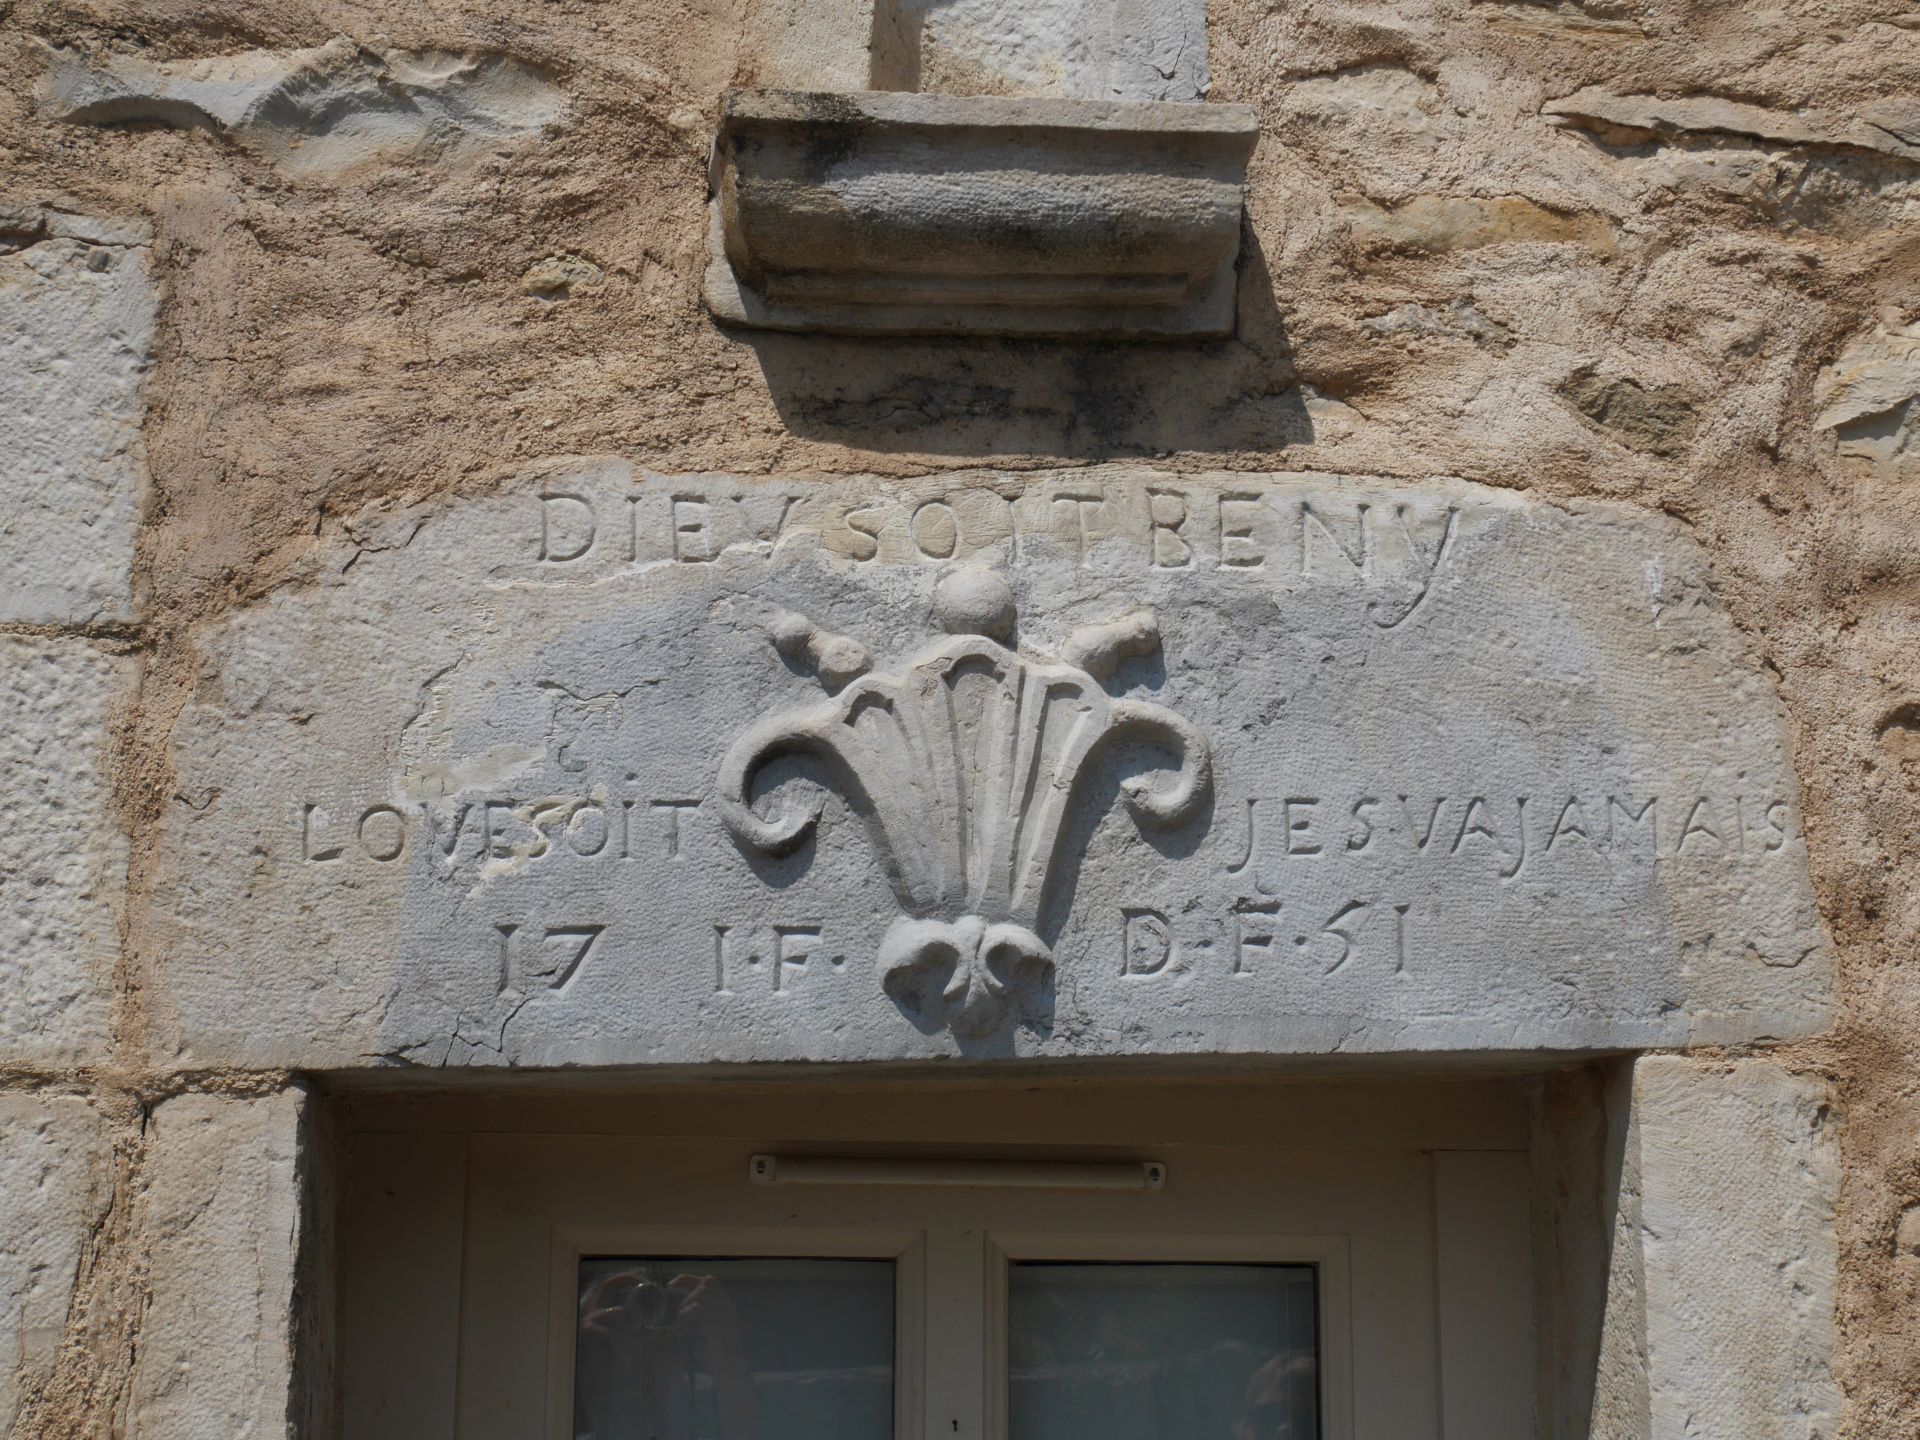 DIEV SOIT BENY
LOVE SOIT JESVS A JAMAIS
17 I·F· D·F·51